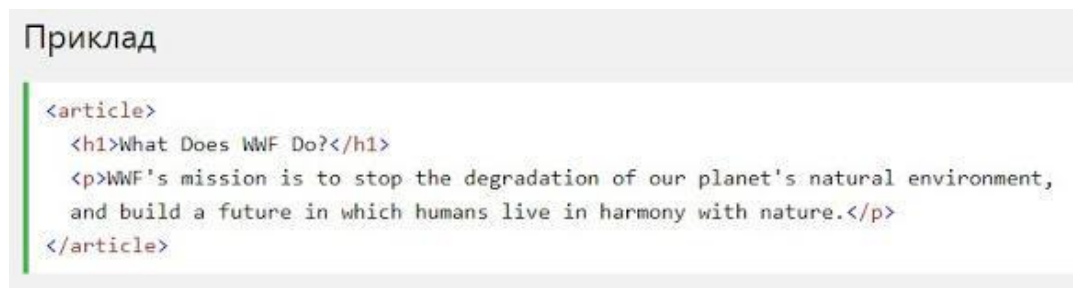 Приклад
<article>
<h1>What Does WWF Do?</h1>
<p>WWF's mission is to stop the degradation of our planet's natural environment,
and build a future in which humans live in harmony with nature.</p>
</article>